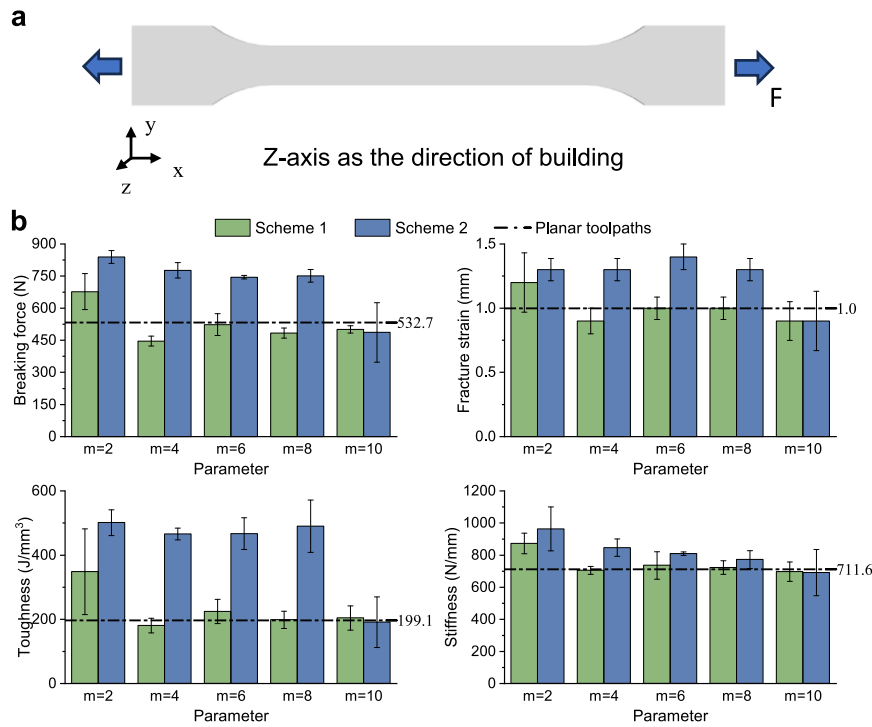 a
F
y
x
z
Z-axis as the direction of building
b
Scheme 1 Scheme 2 Planar toolpaths
Breaking force (N)
900
750
600
450
300
150
0
532.7
m=2 m=4 m=6 m=8 m=10
Parameter
Fracture strain (mm)
1.5
1.0
0.5
0.0
1.0
m=2 m=4 m=6 m=8 m=10
Parameter
Toughness (J/mm³)
600
400
200
0
199.1
m=2 m=4 m=6 m=8 m=10
Parameter
Stiffness (N/mm)
1200
1000
800
600
400
200
0
711.6
m=2 m=4 m=6 m=8 m=10
Parameter